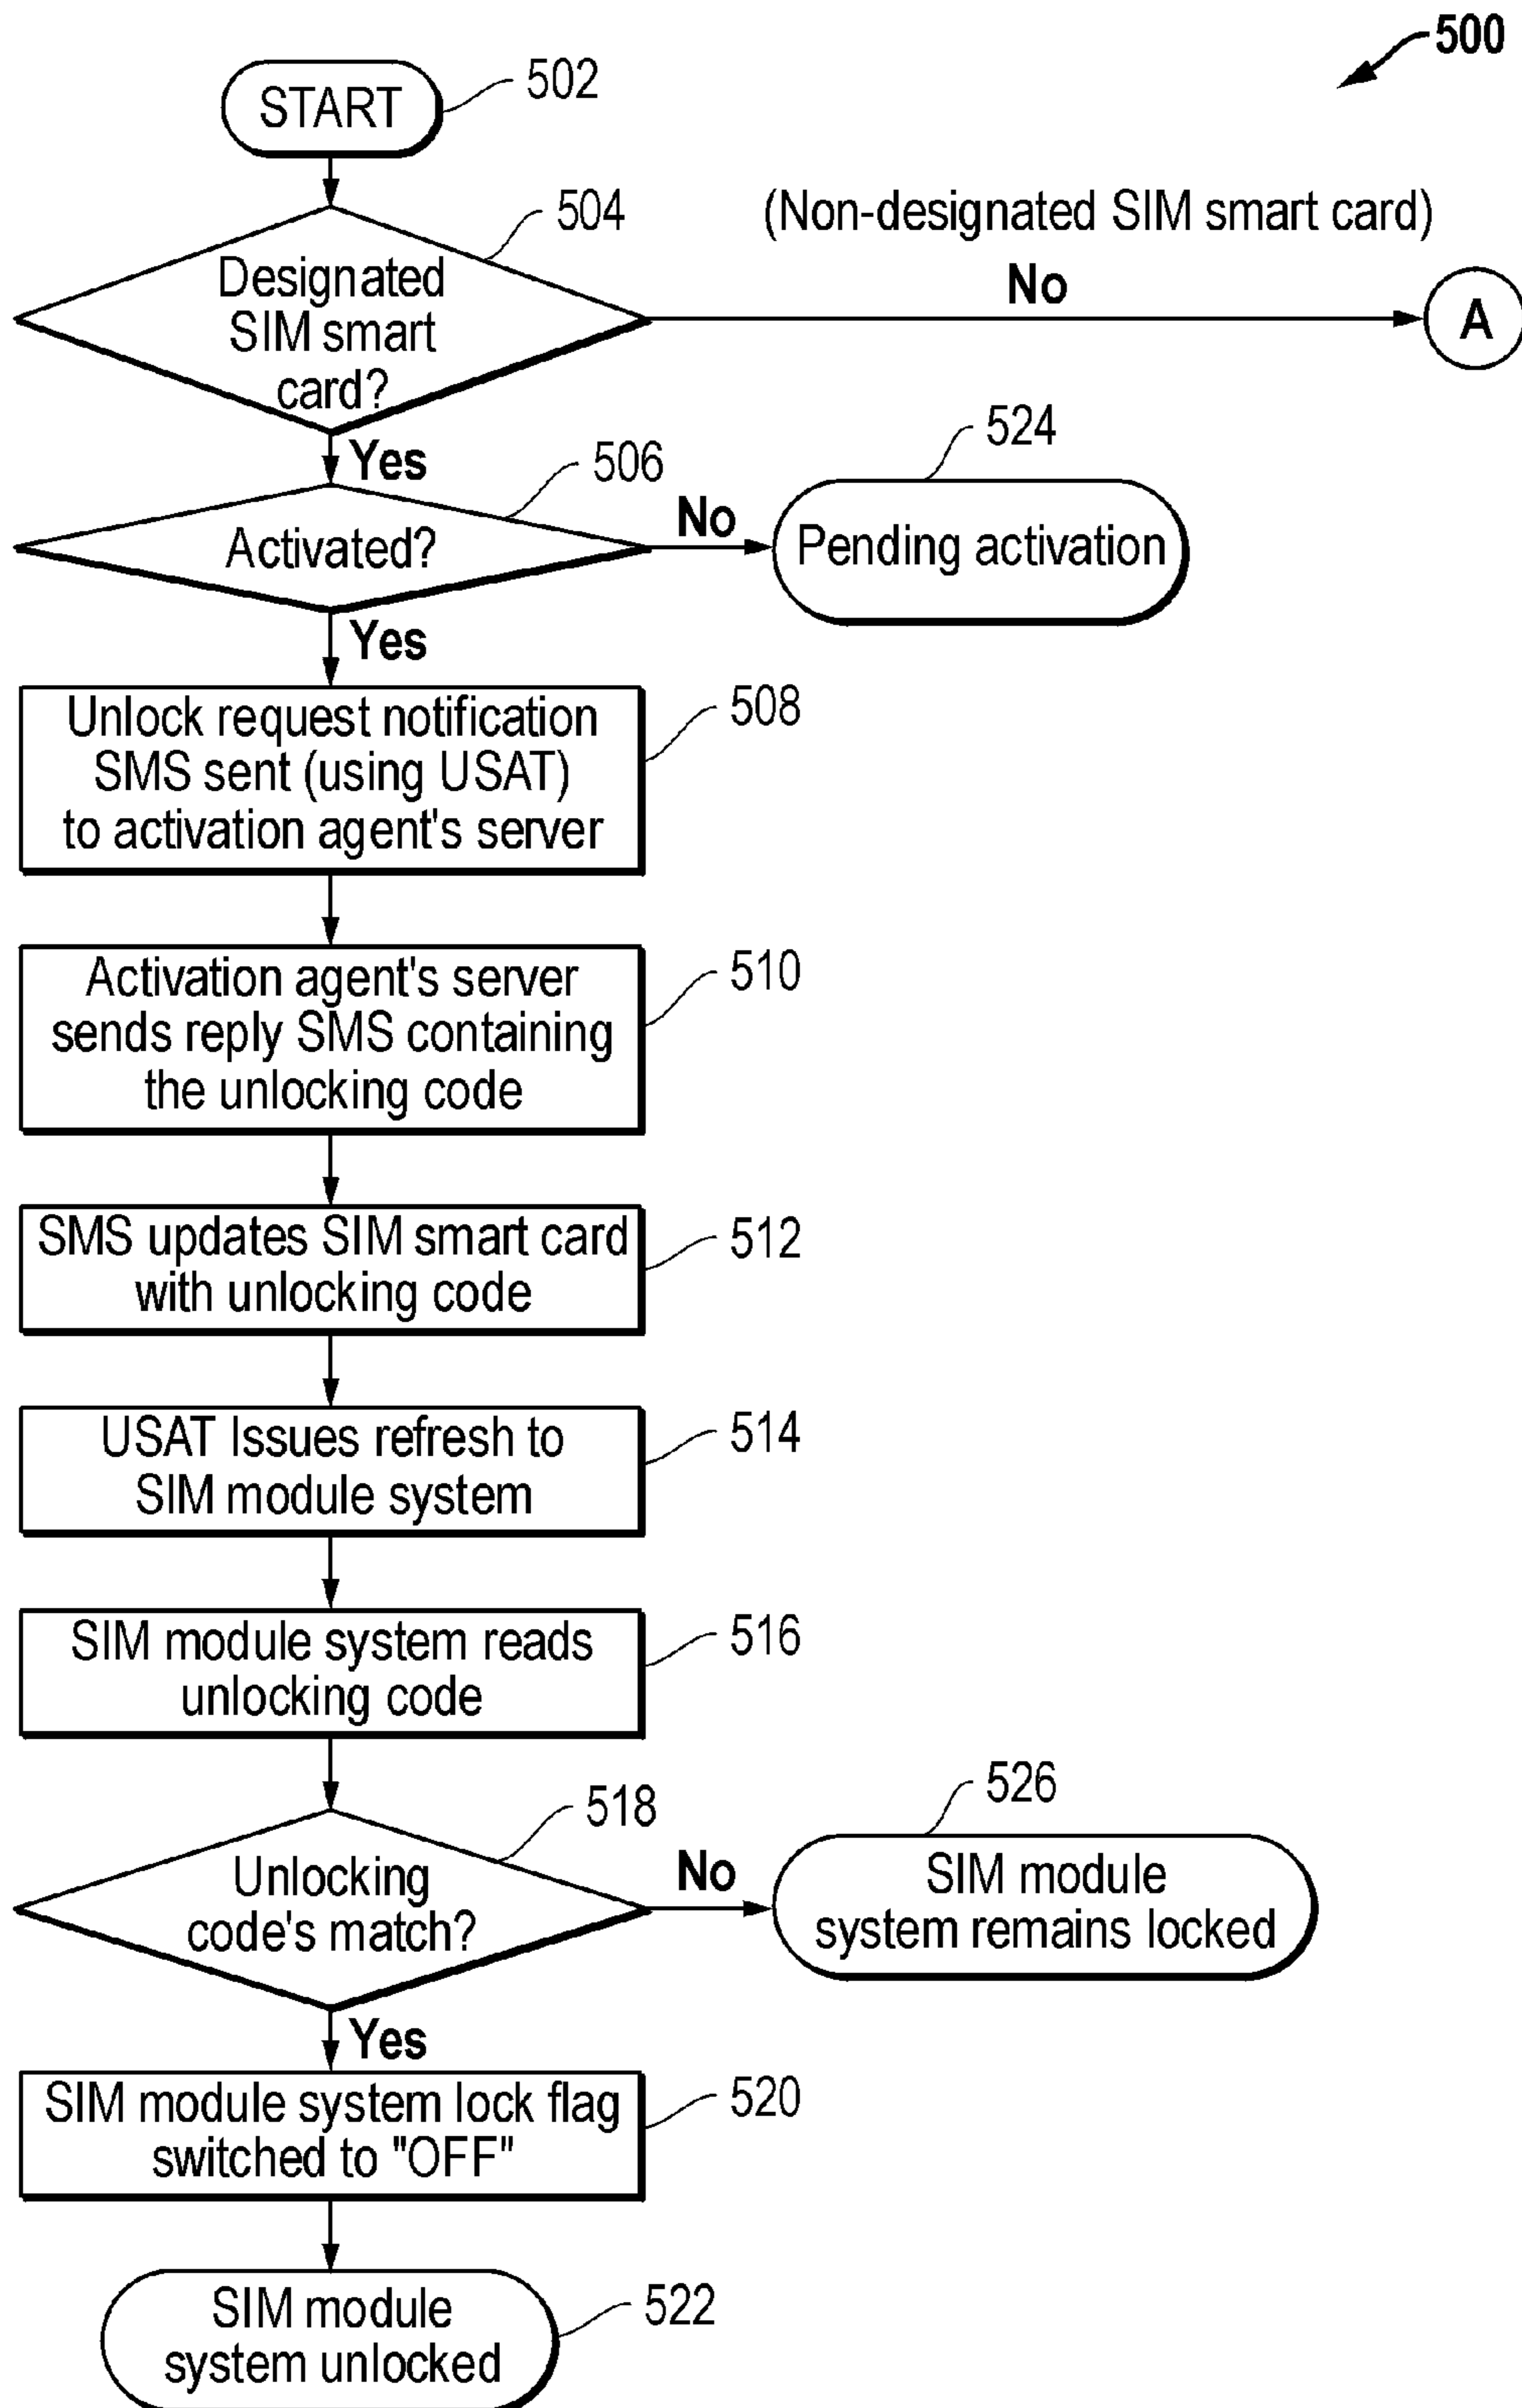 500
START
502
504
(Non-designated SIM smart card)
Designated
SIM smart
card?
No
A
Yes
506
524
Activated?
No
Pending activation
Yes
Unlock request notification
SMS sent (using USAT)
to activation agent's server
508
Activation agent's server
sends reply SMS containing
the unlocking code
510
SMS updates SIM smart card
with unlocking code
512
USAT Issues refresh to
SIM module system
514
SIM module system reads
unlocking code
516
518
526
Unlocking
code's match?
No
SIM module
system remains locked
Yes
SIM module system lock flag
switched to "OFF"
520
SIM module
system unlocked
522